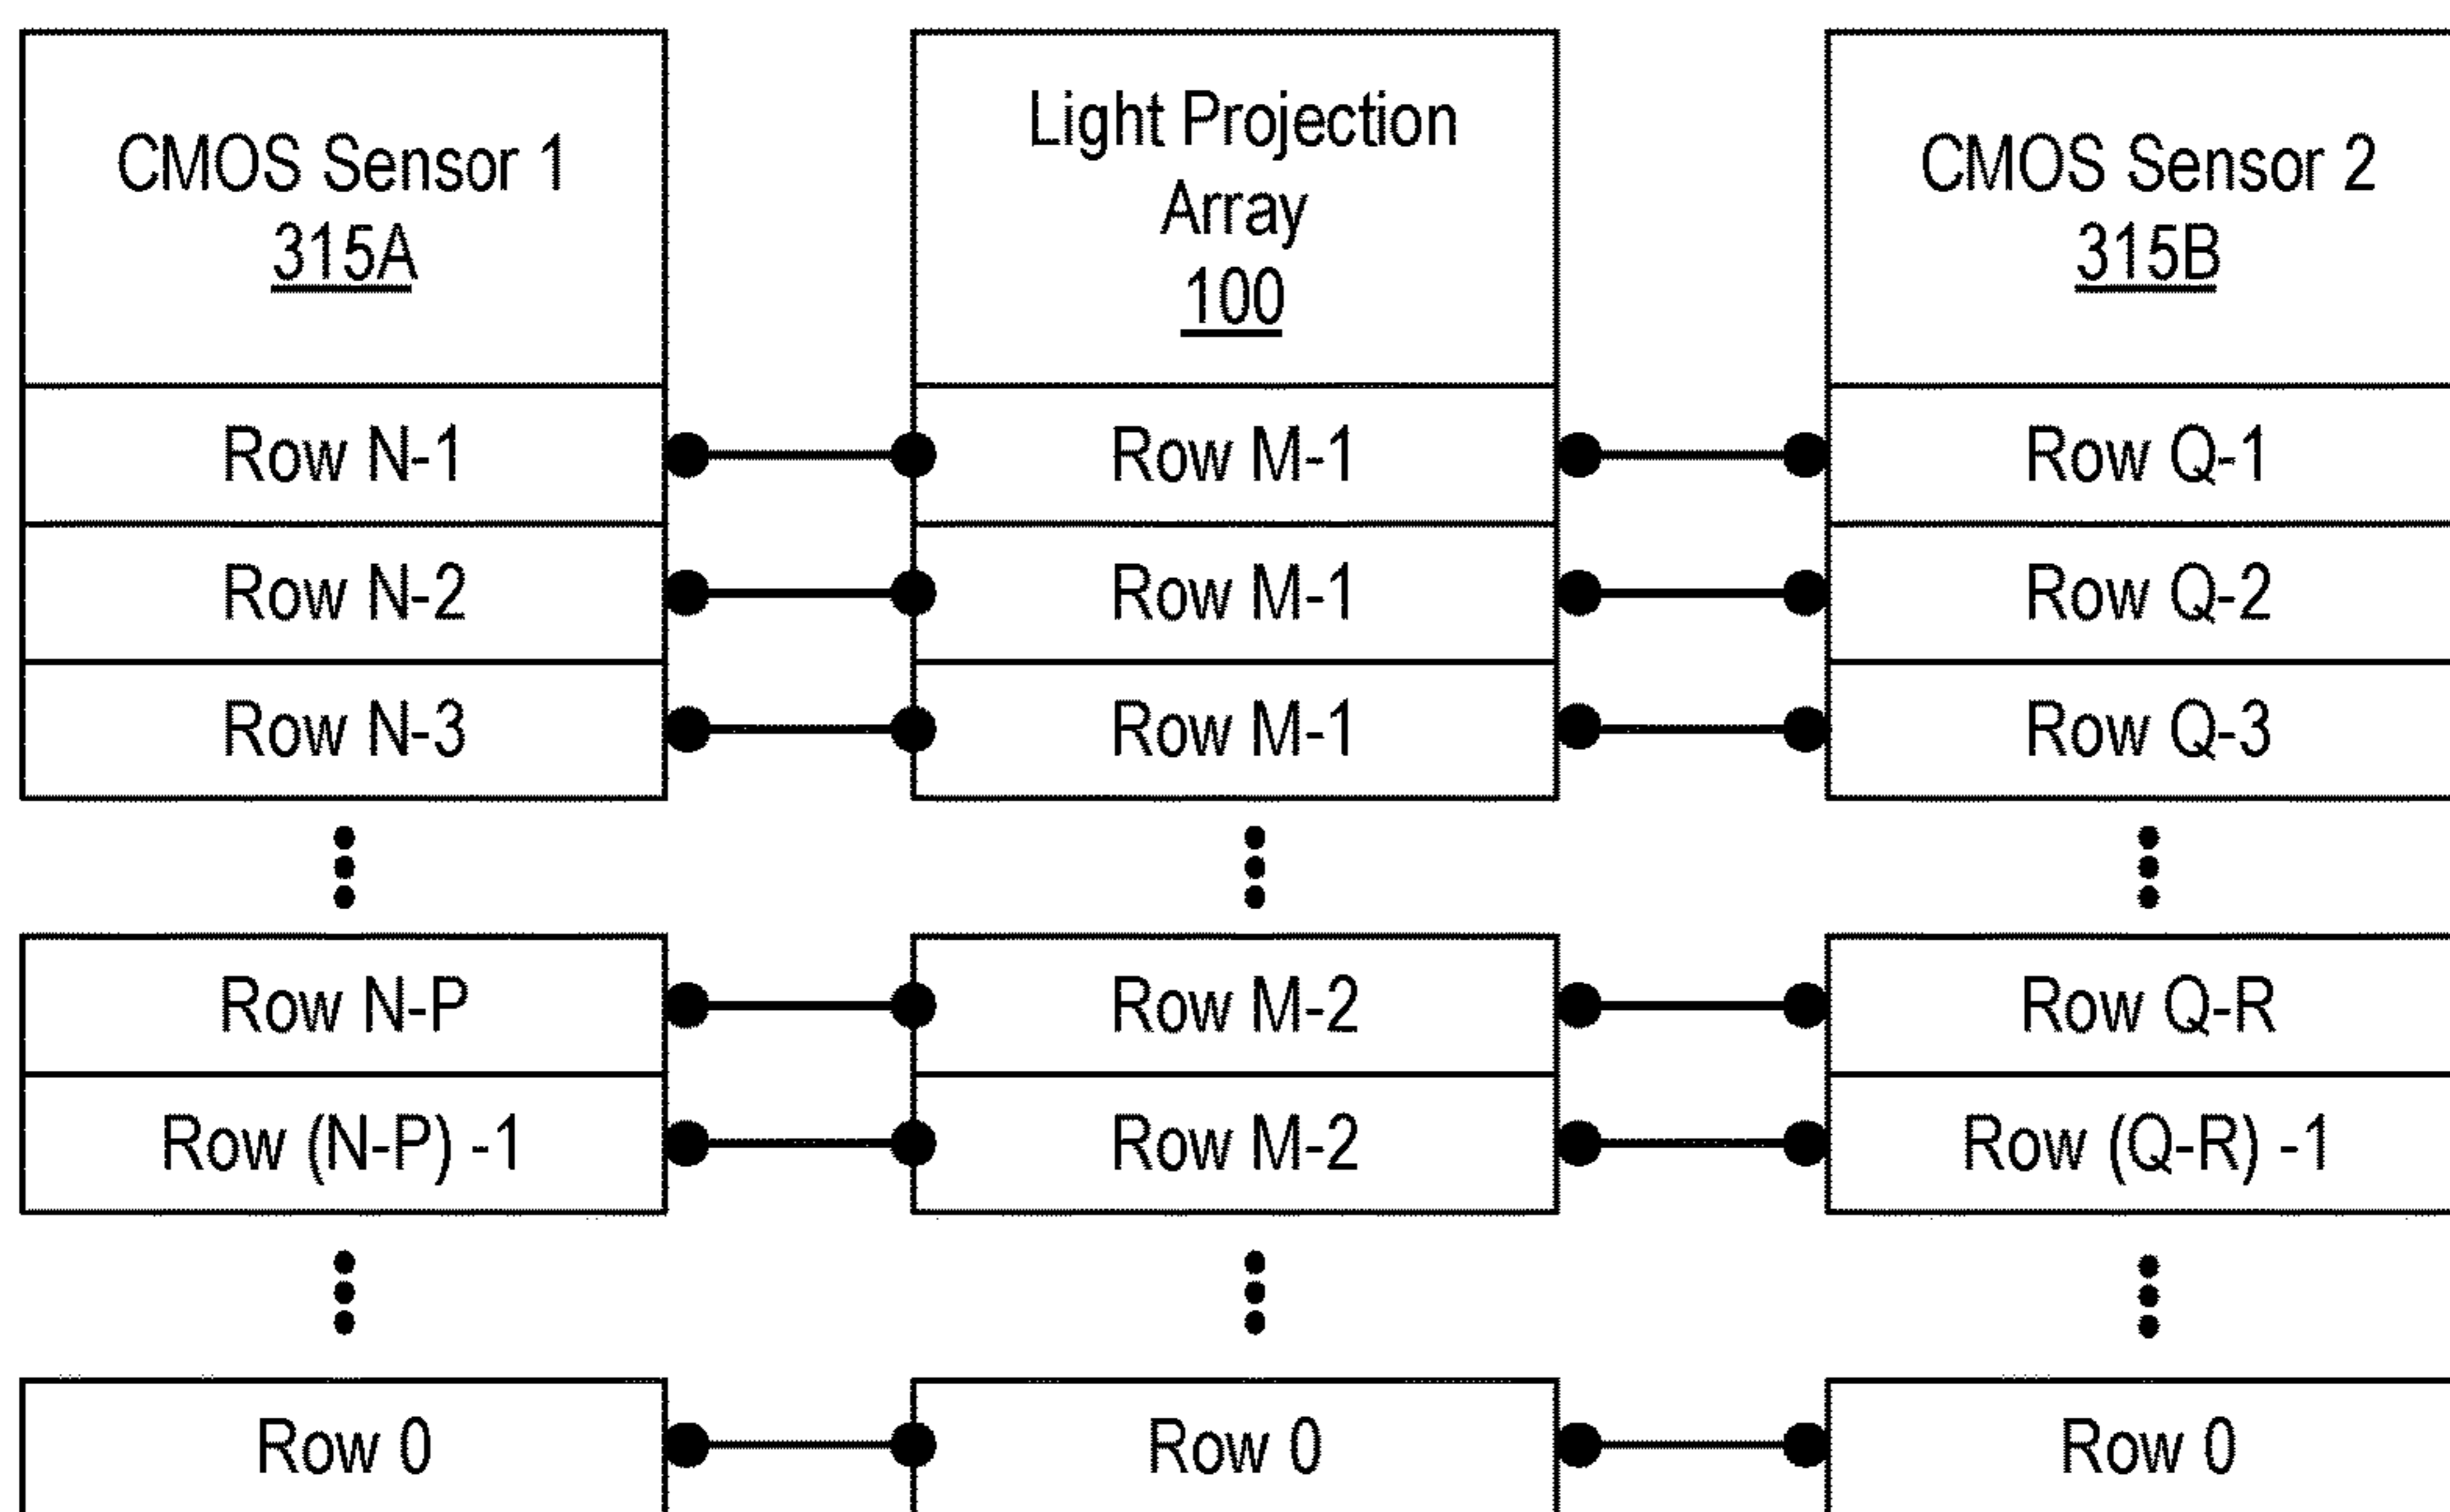 CMOS Sensor 1
315A
Light Projection
Array
100
CMOS Sensor 2
315B
Row N-1
Row M-1
Row Q-1
Row N-2
Row M-1
Row Q-2
Row N-3
Row M-1
Row Q-3
Row N-P
Row M-2
Row Q-R
Row (N-P) -1
Row M-2
Row (Q-R) -1
Row 0
Row 0
Row 0